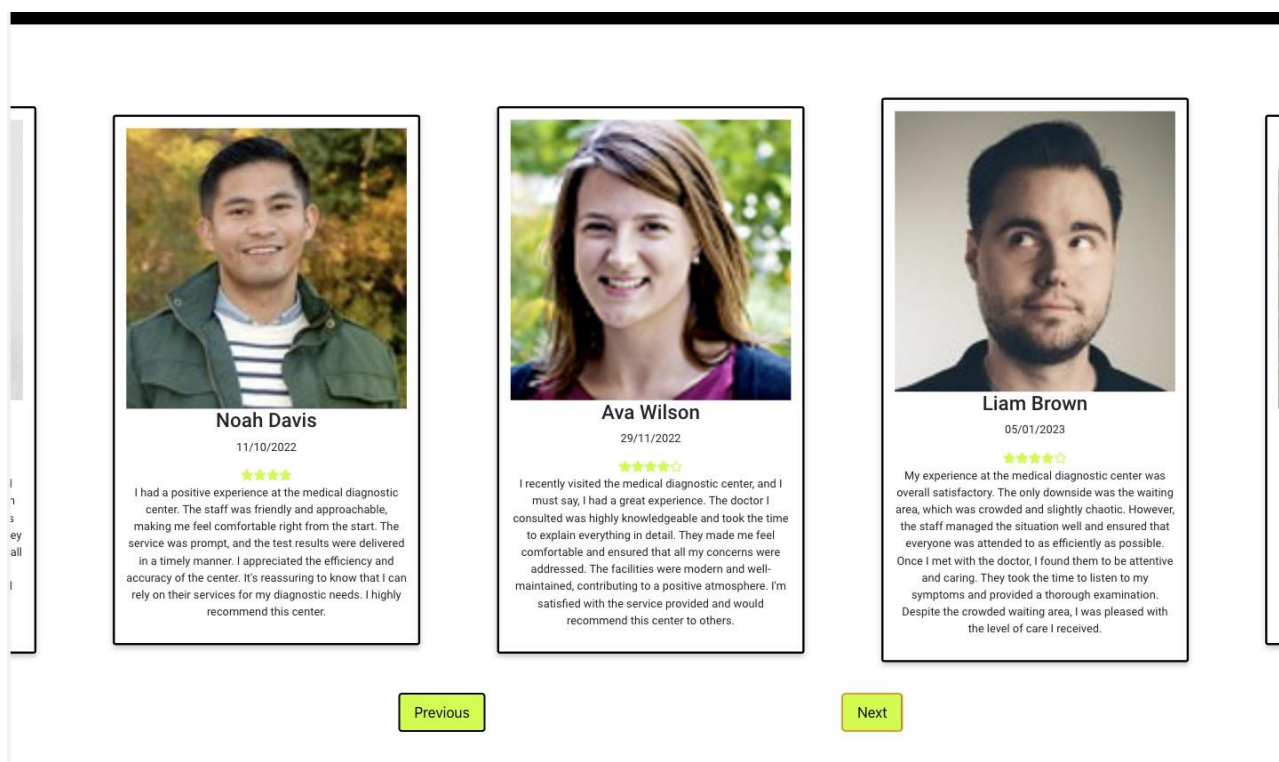 ey
all
Noah Davis
11/10/2022
I had a positive experience at the medical diagnostic
center. The staff was friendly and approachable,
making me feel comfortable right from the start. The
service was prompt, and the test results were delivered
in a timely manner. I appreciated the efficiency and
accuracy of the center. It's reassuring to know that I can
rely on their services for my diagnostic needs. I highly
recommend this center.
Ava Wilson
29/11/2022
I recently visited the medical diagnostic center, and I
must say, I had a great experience. The doctor I
consulted was highly knowledgeable and took the time
to explain everything in detail. They made me feel
comfortable and ensured that all my concerns were
addressed. The facilities were modern and well-
maintained, contributing to a positive atmosphere. I'm
satisfied with the service provided and would
recommend this center to others.
Liam Brown
05/01/2023
My experience at the medical diagnostic center was
overall satisfactory. The only downside was the waiting
area, which was crowded and slightly chaotic. However,
the staff managed the situation well and ensured that
everyone was attended to as efficiently as possible.
Once I met with the doctor, I found them to be attentive
and caring. They took the time to listen to my
symptoms and provided a thorough examination.
Despite the crowded waiting area, I was pleased with
the level of care I received.
Previous
Next